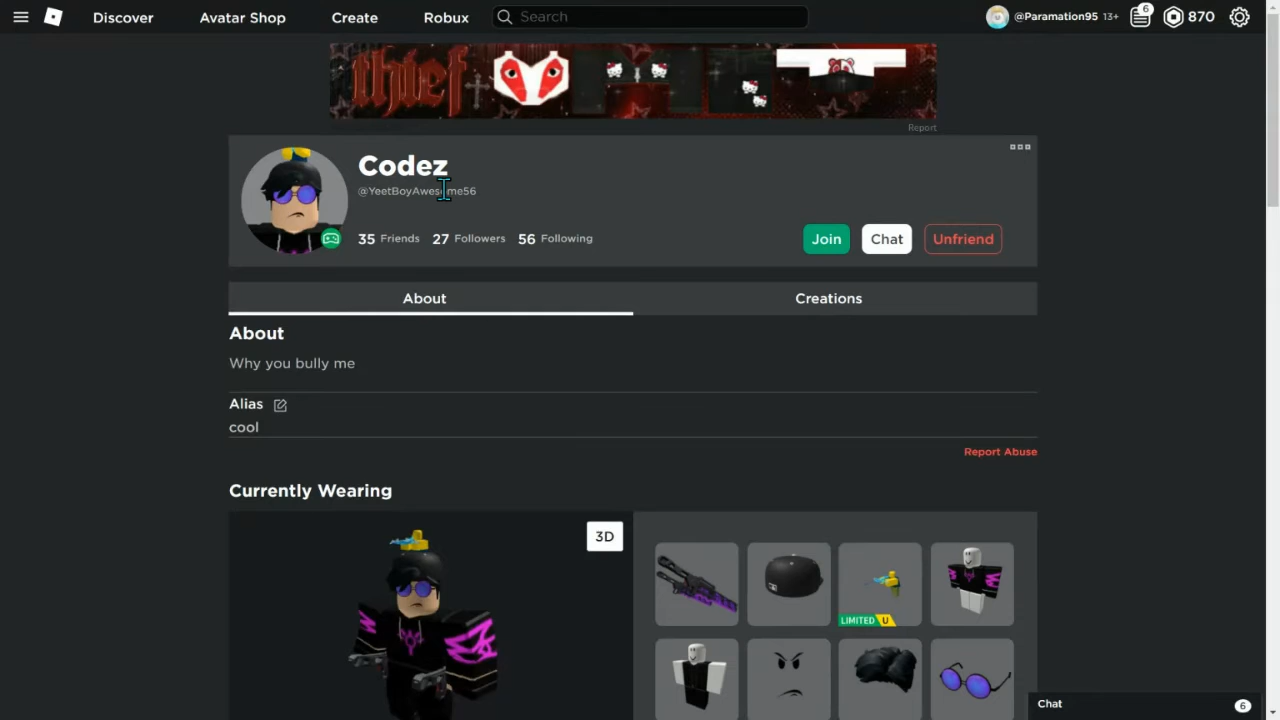 Discover Avatar Shop Create Robux Search @Paramation95 13+ 6 870
thief
Report
Codez
@YeetBoyAwesome56
35 Friends 27 Followers 56 Following Join Chat Unfriend
About Creations
About
Why you bully me
Alias
cool
Report Abuse
Currently Wearing
3D
LIMITED U
Chat 6